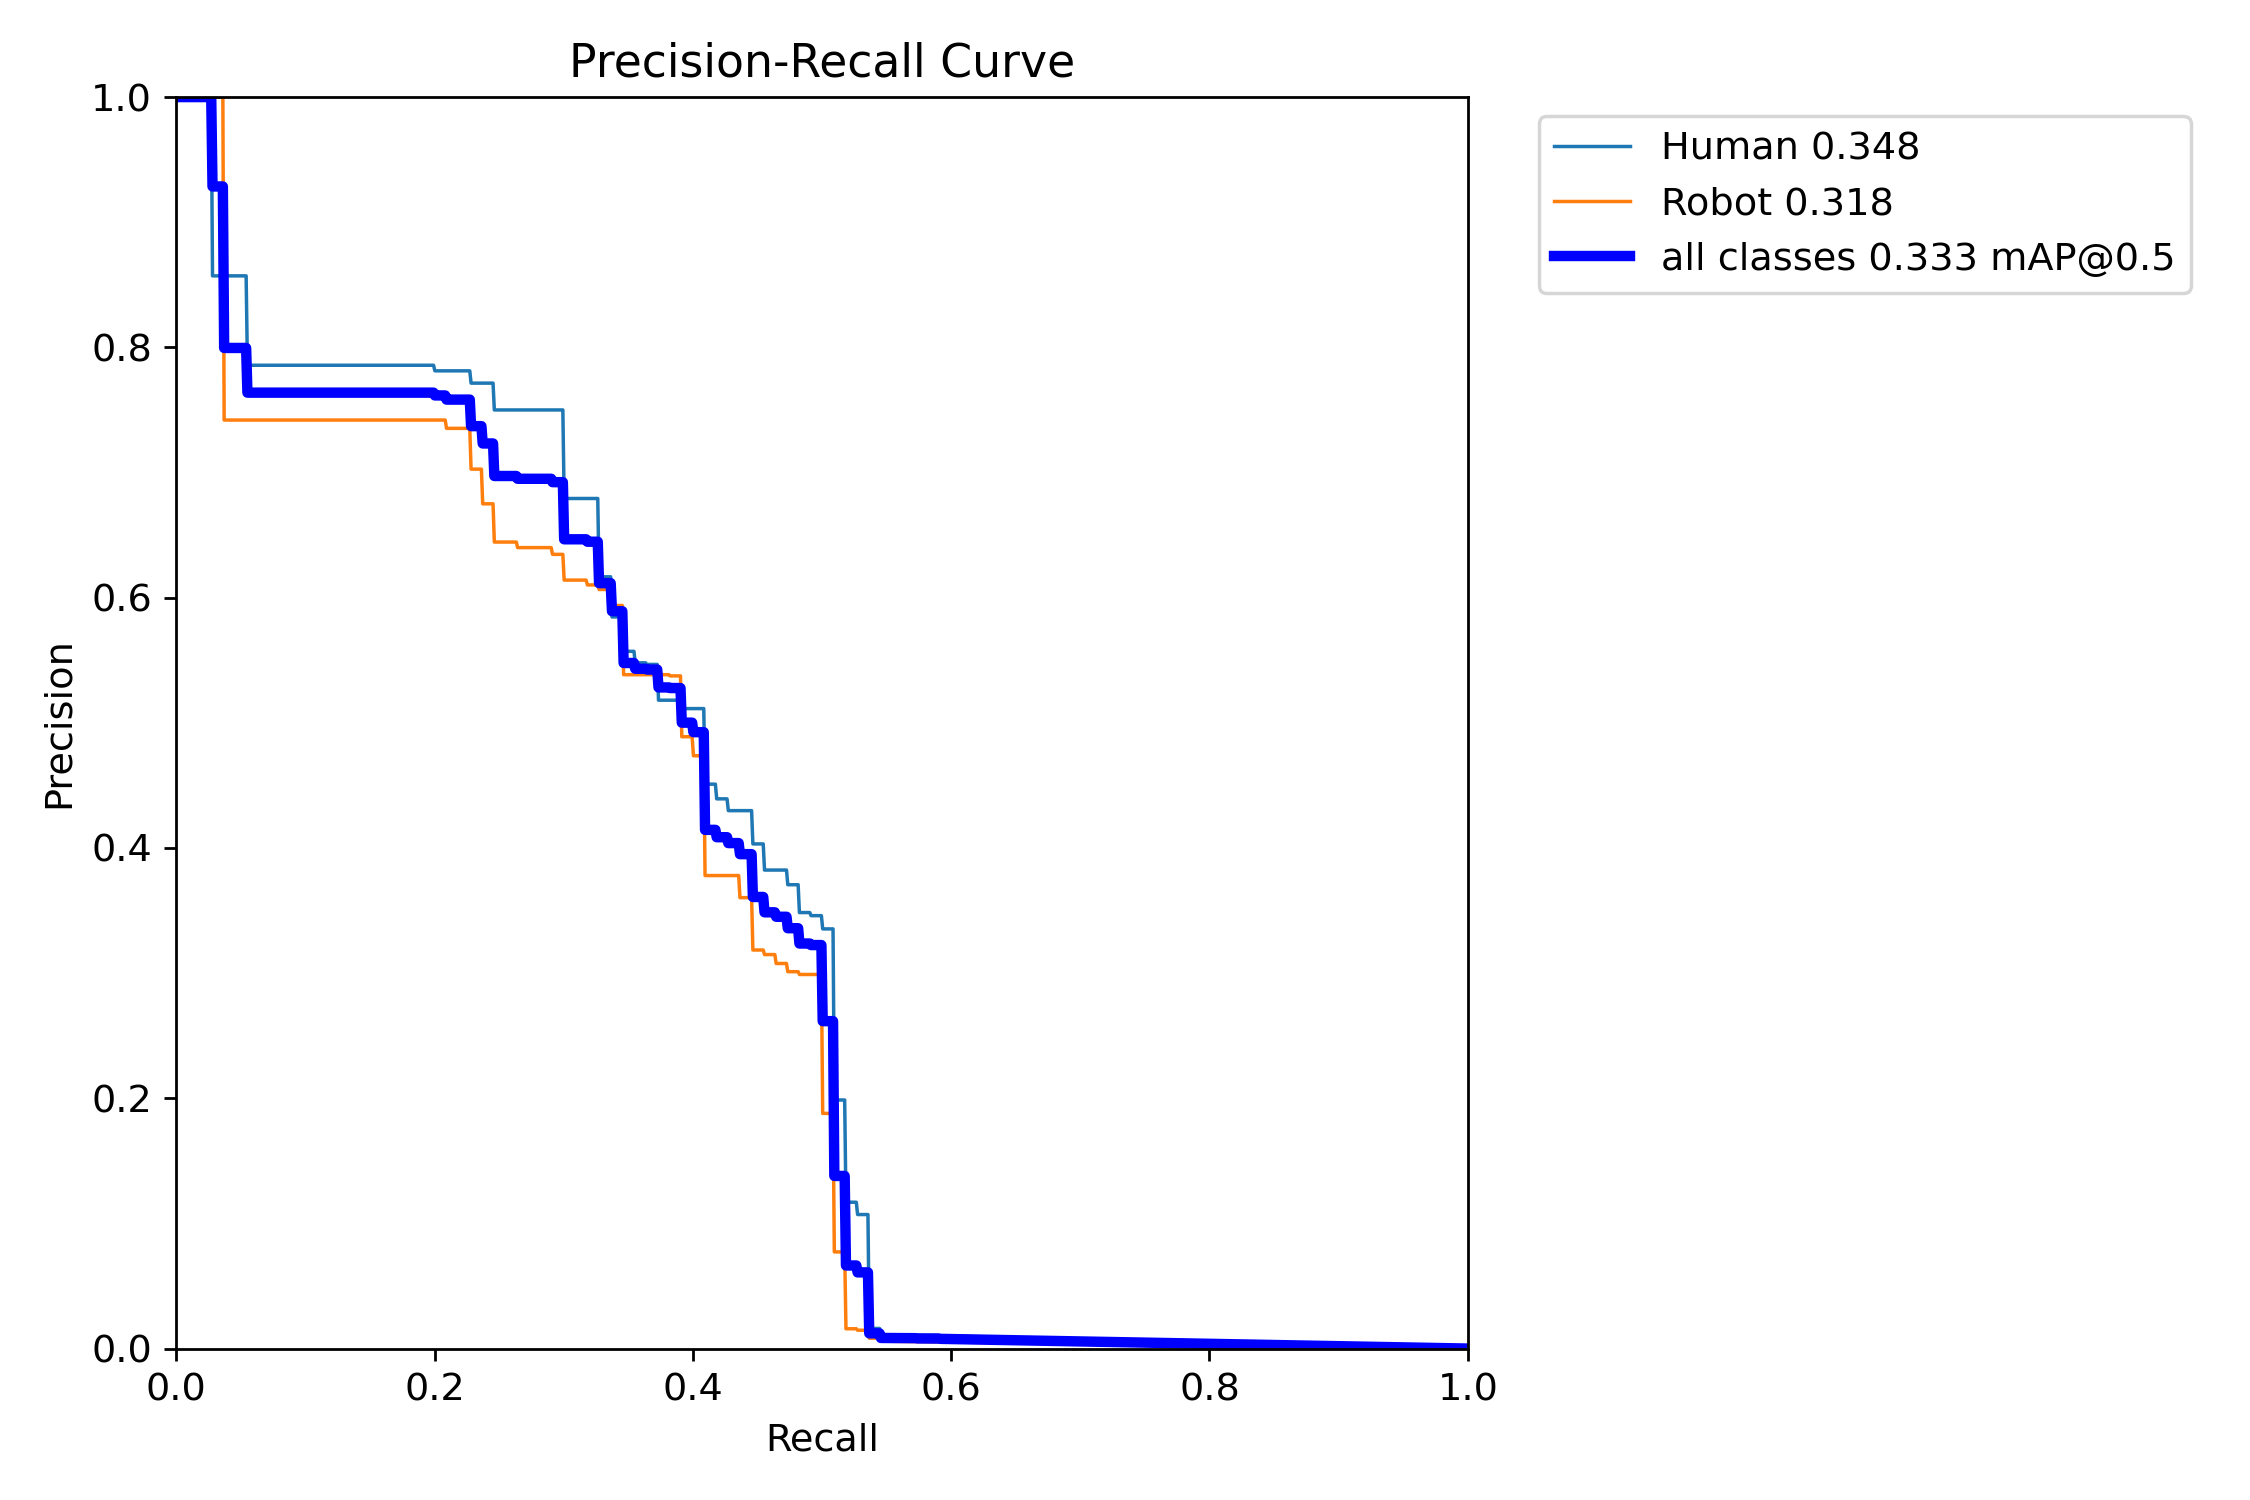 Precision-Recall Curve
Human 0.348
Robot 0.318
all classes 0.333 mAP@0.5
1.0
0.8
0.6
0.4
0.2
0.0
Precision
0.0 0.2 0.4 0.6 0.8 1.0
Recall